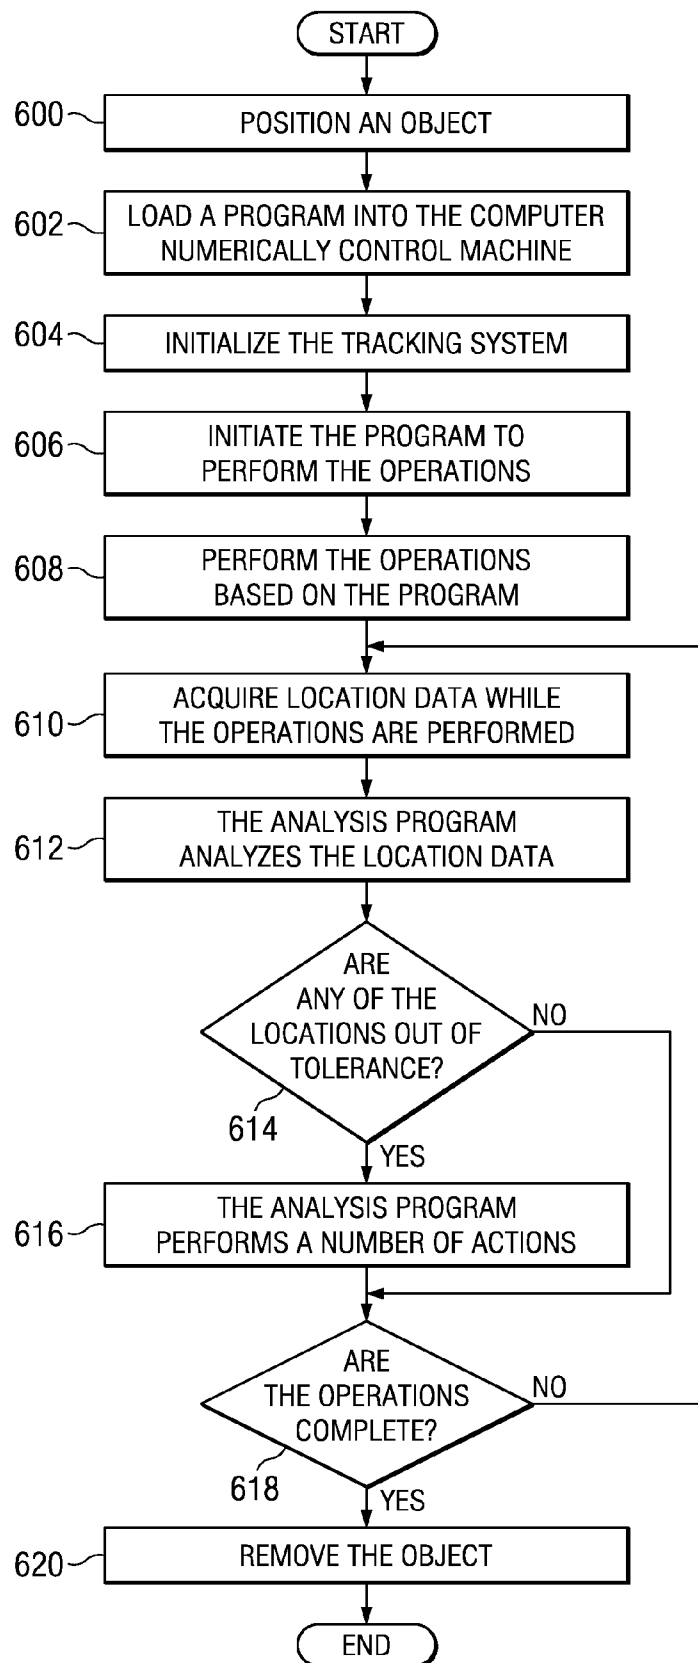 START
600
POSITION AN OBJECT
602
LOAD A PROGRAM INTO THE COMPUTER
NUMERICALLY CONTROL MACHINE
604
INITIALIZE THE TRACKING SYSTEM
606
INITIATE THE PROGRAM TO
PERFORM THE OPERATIONS
608
PERFORM THE OPERATIONS
BASED ON THE PROGRAM
610
ACQUIRE LOCATION DATA WHILE
THE OPERATIONS ARE PERFORMED
612
THE ANALYSIS PROGRAM
ANALYZES THE LOCATION DATA
ARE
ANY OF THE
LOCATIONS OUT OF
TOLERANCE?
NO
614
YES
616
THE ANALYSIS PROGRAM
PERFORMS A NUMBER OF ACTIONS
ARE
THE OPERATIONS
COMPLETE?
NO
618
YES
620
REMOVE THE OBJECT
END